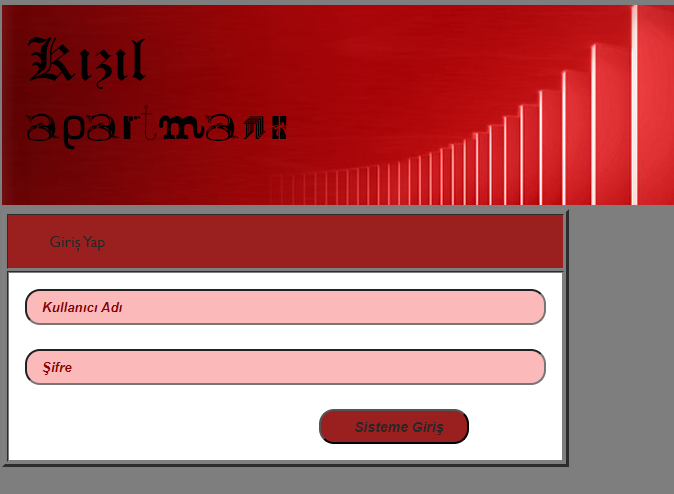 Kızıl
apartmanı
Giriş Yap
Kullanıcı Adı
Şifre
Sisteme Giriş